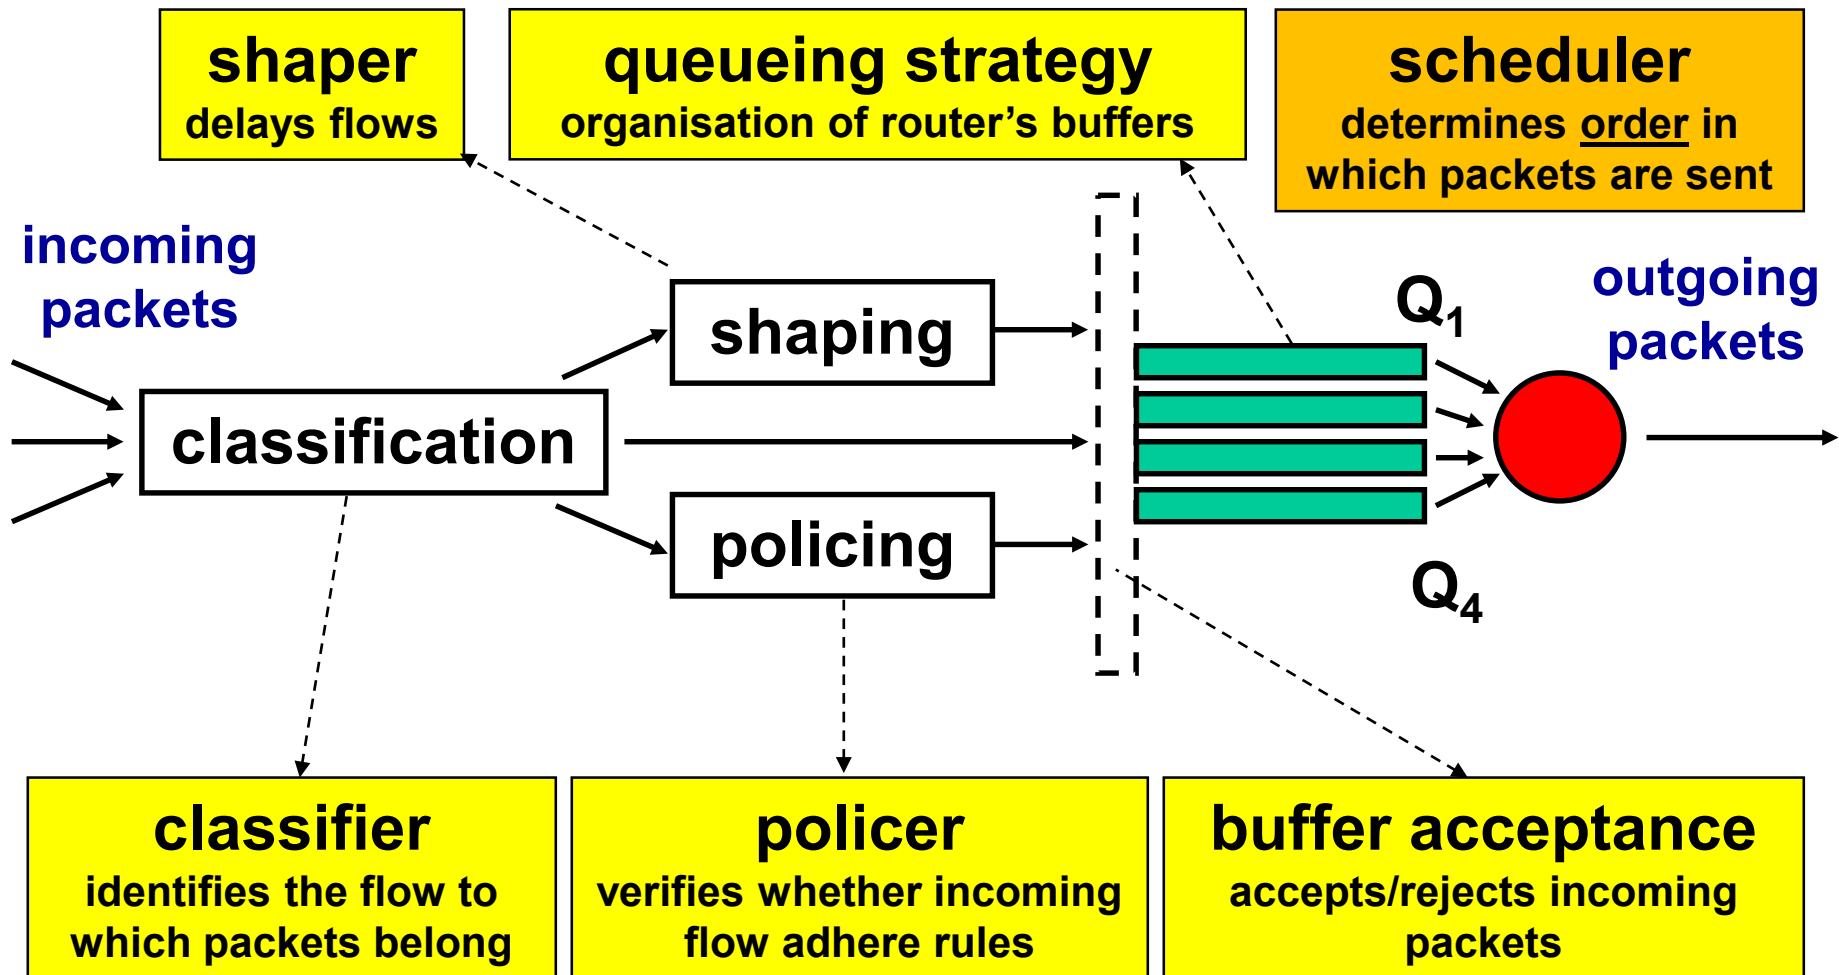 shaper
delays flows
queueing strategy
organisation of router's buffers
scheduler
determines order in
which packets are sent
incoming
packets
shaping
Q1
outgoing
packets
classification
policing
Q4
classifier
identifies the flow to
which packets belong
policer
verifies whether incoming
flow adhere rules
buffer acceptance
accepts/rejects incoming
packets